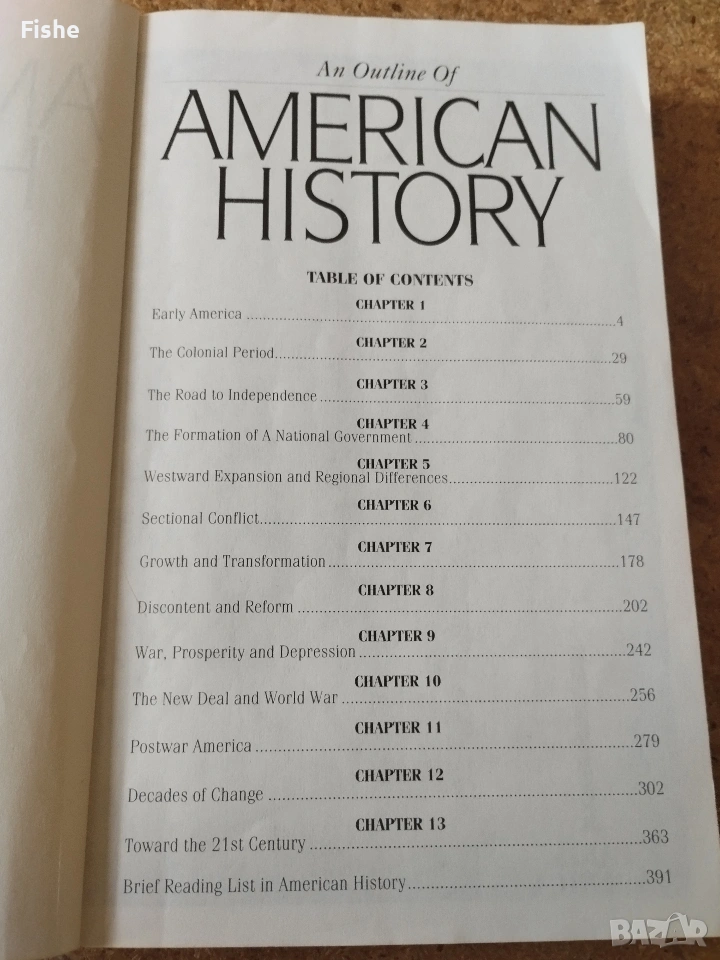 Fishe
An Outline Of
AMERICAN
HISTORY
TABLE OF CONTENTS
CHAPTER 1
Early America ........................................ 4
CHAPTER 2
The Colonial Period ........................................ 29
CHAPTER 3
The Road to Independence ........................................ 59
CHAPTER 4
The Formation of A National Government ........................................ 80
CHAPTER 5
Westward Expansion and Regional Differences ........................................ 122
CHAPTER 6
Sectional Conflict ........................................ 147
CHAPTER 7
Growth and Transformation ........................................ 178
CHAPTER 8
Discontent and Reform ........................................ 202
CHAPTER 9
War, Prosperity and Depression ........................................ 242
CHAPTER 10
The New Deal and World War ........................................ 256
CHAPTER 11
Postwar America ........................................ 279
CHAPTER 12
Decades of Change ........................................ 302
CHAPTER 13
Toward the 21st Century ........................................ 363
Brief Reading List in American History ........................................ 391
BAZAR